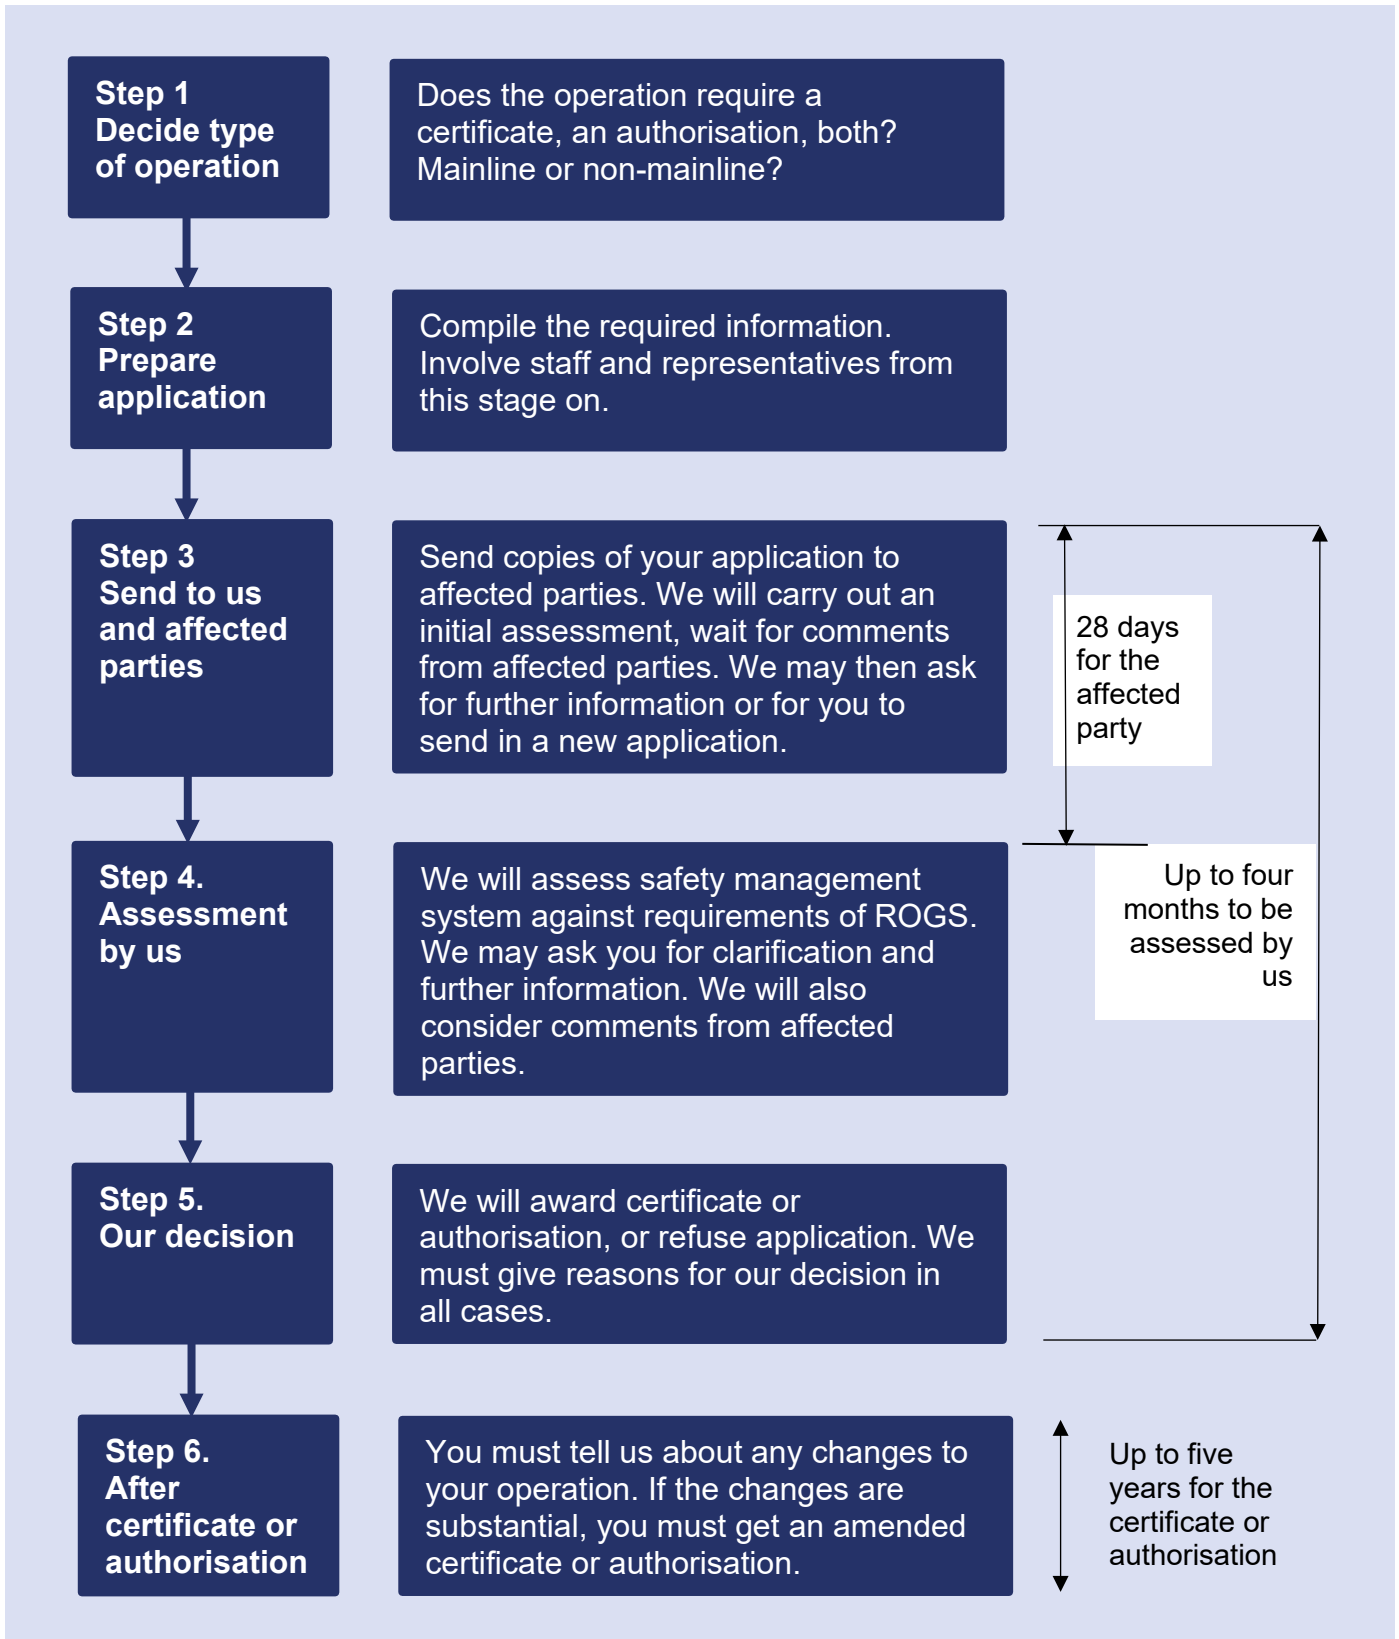 Step 1
Decide type
of operation
Does the operation require a
certificate, an authorisation, both?
Mainline or non-mainline?
Step 2
Prepare
application
Compile the required information.
Involve staff and representatives from
this stage on.
Step 3
Send to us
and affected
parties
Send copies of your application to
affected parties. We will carry out an
initial assessment, wait for comments
from affected parties. We may then ask
for further information or for you to
send in a new application.
28 days
for the
affected
party
Step 4.
Assessment
by us
We will assess safety management
system against requirements of ROGS.
We may ask you for clarification and
further information. We will also
consider comments from affected
parties.
Up to four
months to be
assessed by
us
Step 5.
Our decision
We will award certificate or
authorisation, or refuse application. We
must give reasons for our decision in
all cases.
Step 6.
After
certificate or
authorisation
You must tell us about any changes to
your operation. If the changes are
substantial, you must get an amended
certificate or authorisation.
Up to five
years for the
certificate or
authorisation